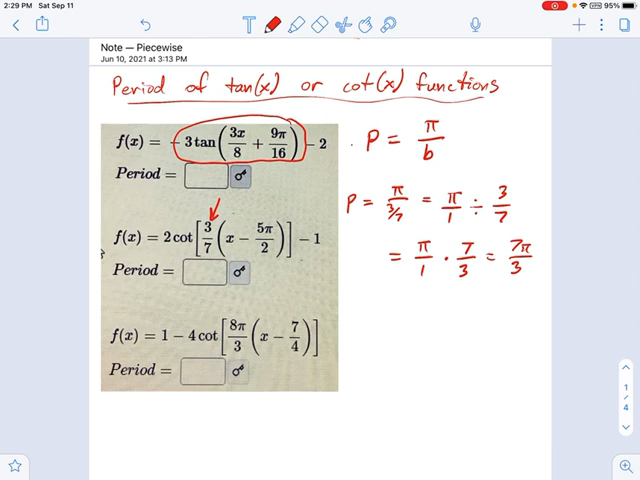 2:29 PM Sat Sep 11
95%
Note — Piecewise
Jun 10, 2021 at 3:13 PM
Period of tan(x) or cot(x) functions
f(x) = − 3 tan(3x/8 + 9π/16) − 2
Period =
P = π/b
P = π/(3/7) = π/1 ÷ 3/7
f(x) = 2 cot[3/7(x − 5π/2)] − 1
= π/1 · 7/3 = 7π/3
Period =
f(x) = 1 − 4 cot[8π/3(x − 7/4)]
Period =
1
/
4